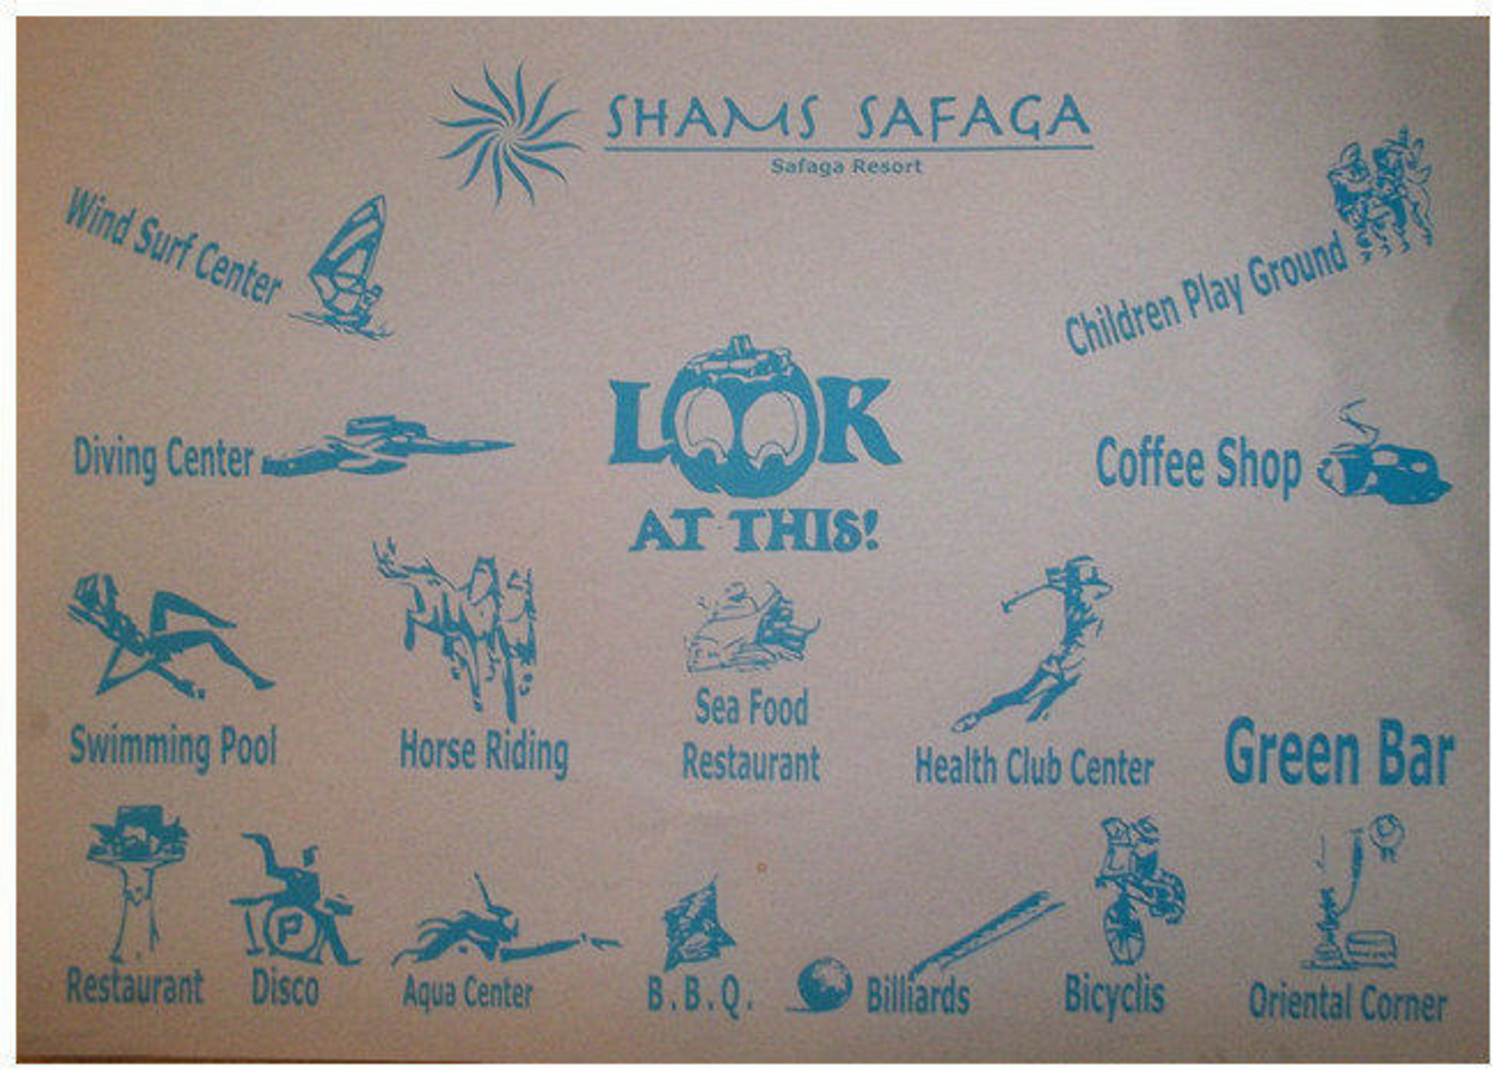 SHAMS SAFAGA
Safaga Resort
Wind Surf Center
Children Play Ground
LOOK
AT THIS!
Diving Center
Coffee Shop
Swimming Pool
Horse Riding
Sea Food
Restaurant
Health Club Center
Green Bar
Restaurant
Disco
P
Aqua Center
B.B.Q.
Billiards
Bicyclis
Oriental Corner